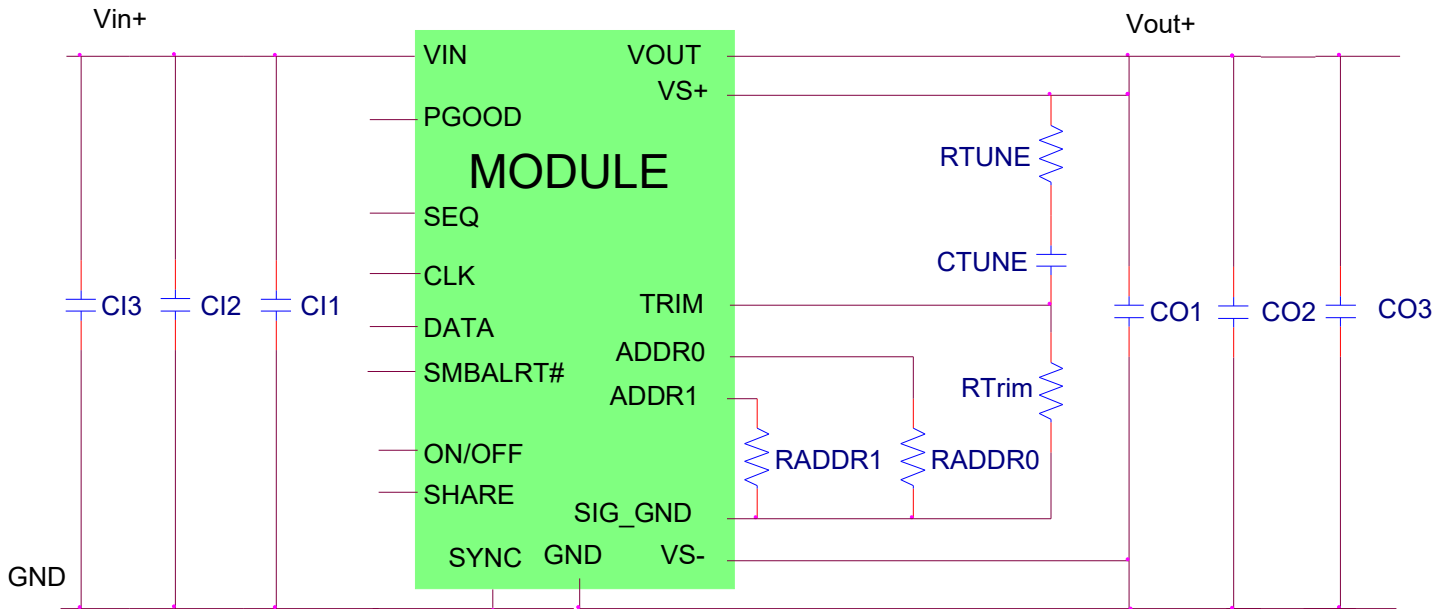 Vin+
Vout+
VIN
VOUT
VS+
PGOOD
RTUNE
MODULE
SEQ
CTUNE
CLK
TRIM
CI3
CI2
CI1
CO1
CO2
CO3
DATA
ADDR0
SMBALRT#
ADDR1
RTrim
ON/OFF
RADDR1
RADDR0
SHARE
SIG_GND
SYNC
GND
VS-
GND